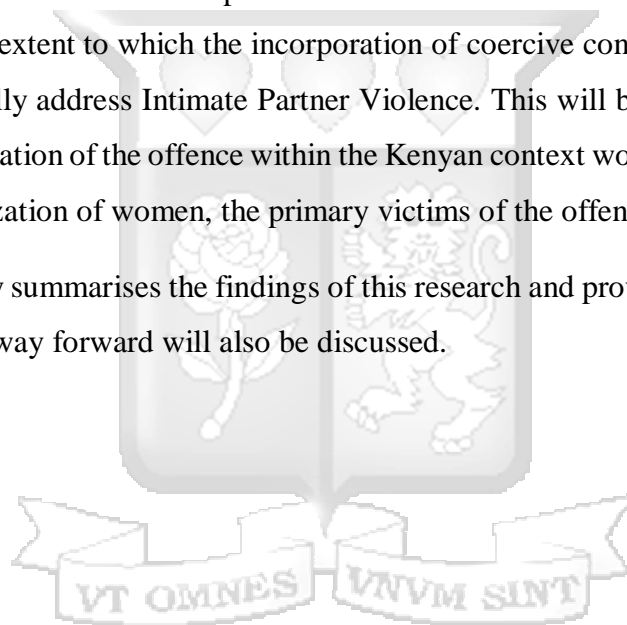 extent to which the incorporation of coercive con
lly address Intimate Partner Violence. This will b
ation of the offence within the Kenyan context wo
zation of women, the primary victims of the offen
y summarises the findings of this research and prov
way forward will also be discussed.
VT OMNES VNVM SINT